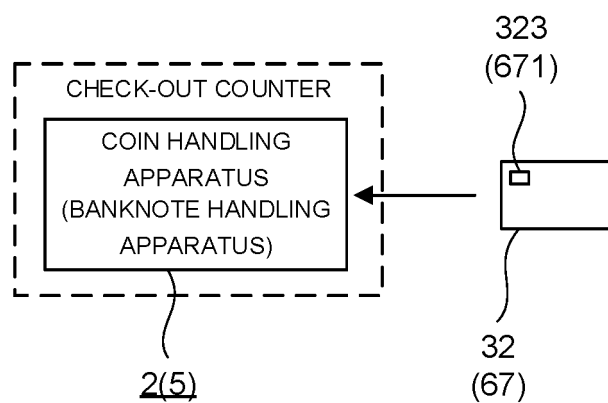 323
(671)
CHECK-OUT COUNTER
COIN HANDLING
APPARATUS
(BANKNOTE HANDLING
APPARATUS)
2(5)
32
(67)